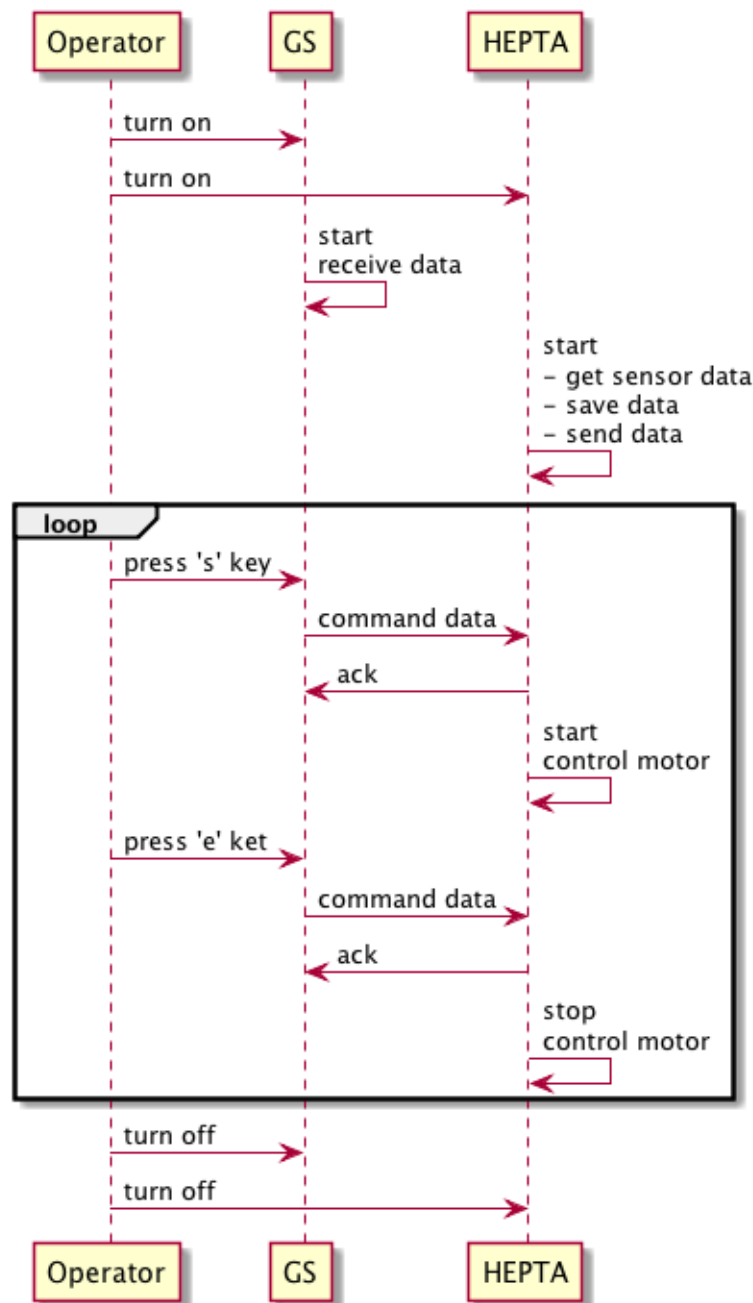 Operator GS HEPTA
turn on
turn on
start
receive data
start
- get sensor data
- save data
- send data
loop
press 's' key
command data
ack
start
control motor
press 'e' ket
command data
ack
stop
control motor
turn off
turn off
Operator GS HEPTA